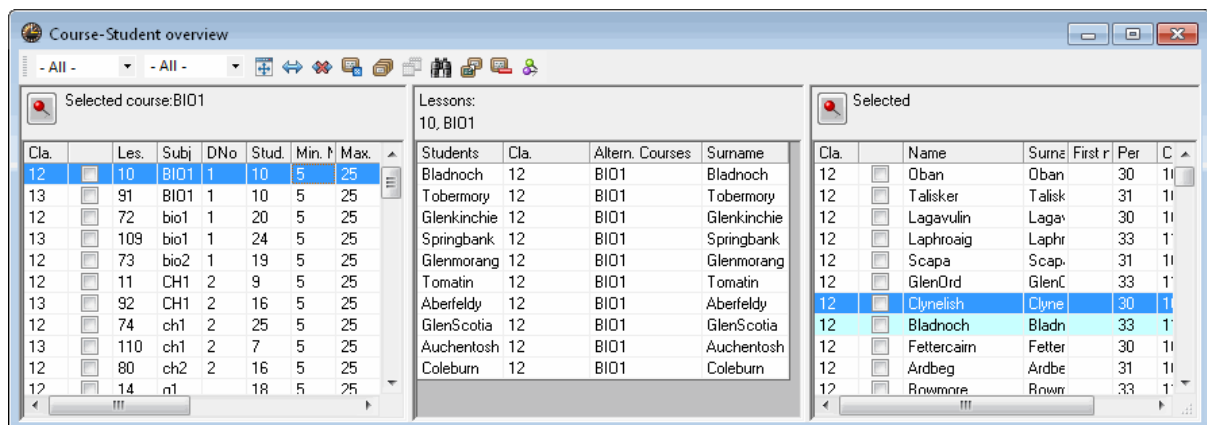 Course-Student overview
- All - - All -
Selected course:BIO1
Cla. Les. Subj DNo Stud. Min. N Max.
12 10 BIO1 1 10 5 25
13 91 BIO1 1 10 5 25
12 72 bio1 1 20 5 25
13 109 bio1 1 24 5 25
12 73 bio2 1 19 5 25
12 11 CH1 2 9 5 25
13 92 CH1 2 16 5 25
12 74 ch1 2 25 5 25
13 110 ch1 2 7 5 25
12 80 ch2 2 16 5 25
12 14 g1 18 5 25
Lessons:
10, BIO1
Students Cla. Altern. Courses Surname
Bladnoch 12 BIO1 Bladnoch
Tobermory 12 BIO1 Tobermory
Glenkinchie 12 BIO1 Glenkinchie
Springbank 12 BIO1 Springbank
Glenmorang 12 BIO1 Glenmorang
Tomatin 12 BIO1 Tomatin
Aberfeldy 12 BIO1 Aberfeldy
GlenScotia 12 BIO1 GlenScotia
Auchentosh 12 BIO1 Auchentosh
Coleburn 12 BIO1 Coleburn
Selected
Cla. Name Surna First r Per C
12 Oban Oban 30
12 Talisker Talisk 31
12 Lagavulin Lagav 30
12 Laphroaig Laphr 33
12 Scapa Scap 31
12 GlenOrd Glen 33
12 Clynelish Clyne 30
12 Bladnoch Bladn 33
12 Fettercairn Fetter 30
12 Ardbeg Ardbe 31
12 Bowmore Bowm 33